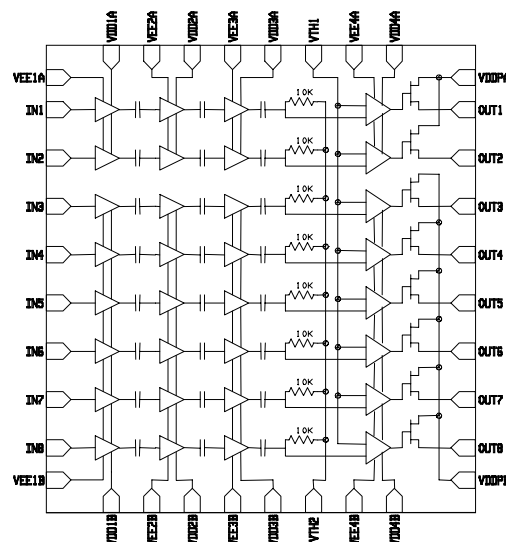 VDD1A VEE2A VDD2A VEE3A VDD3A VTH1 VEE4A VDD4A
VEE1A VDDPA
IN1 10K OUT1
IN2 10K OUT2
IN3 10K OUT3
IN4 10K OUT4
IN5 10K OUT5
IN6 10K OUT6
IN7 10K OUT7
IN8 10K OUT8
VEE1B VDDPB
VDD1B VEE2B VDD2B VEE3B VDD3B VTH2 VEE4B VDD4B